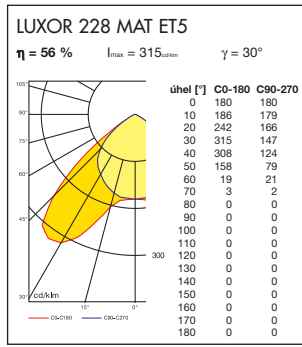 LUXOR 228 MAT ET5
η = 56 % Imax = 315cd/klm γ = 30°
105°
90°
75°
60°
45°
30° cd/klm 15° 0°
300
C0-C180 C90-C270
úhel [°] C0-180 C90-270
0 180 180
10 186 179
20 242 166
30 315 147
40 308 124
50 158 79
60 19 21
70 3 2
80 0 0
90 0 0
100 0 0
110 0 0
120 0 0
130 0 0
140 0 0
150 0 0
160 0 0
170 0 0
180 0 0